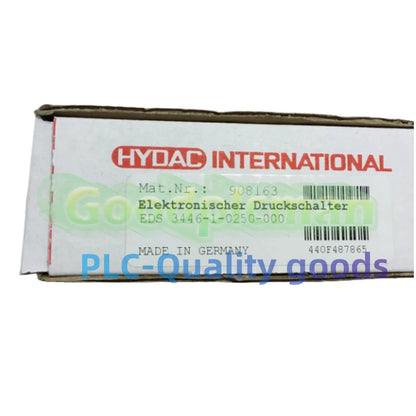 HYDAC INTERNATIONAL
Mat.Nr.: 908163
Elektronischer Druckschalter
EDS 3446-1-0250-000
MADE IN GERMANY
440F487865
PLC-Quality goods